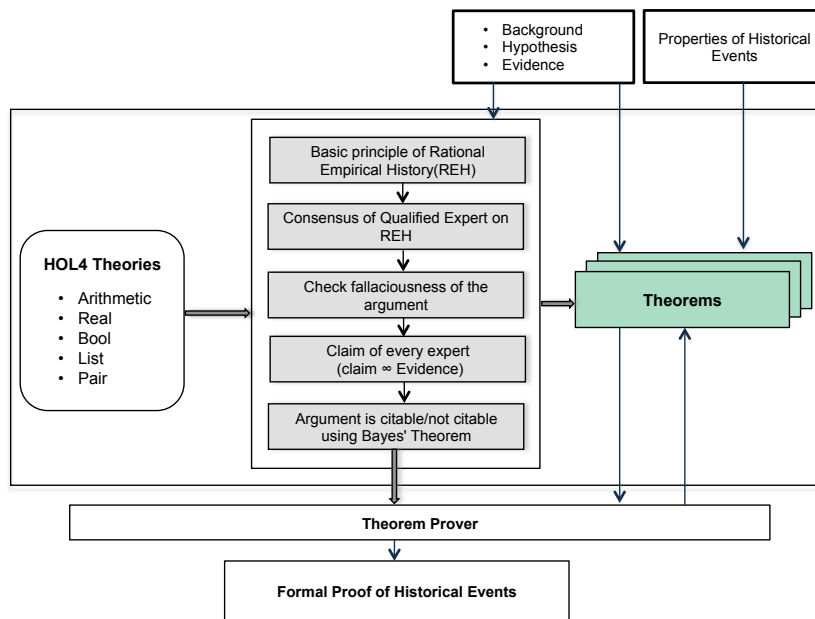 • Background
• Hypothesis
• Evidence
Properties of Historical
Events
Basic principle of Rational
Empirical History(REH)
Consensus of Qualified Expert on
REH
Check fallaciousness of the
argument
Claim of every expert
(claim ∞ Evidence)
Argument is citable/not citable
using Bayes' Theorem
HOL4 Theories
• Arithmetic
• Real
• Bool
• List
• Pair
Theorems
Theorem Prover
Formal Proof of Historical Events